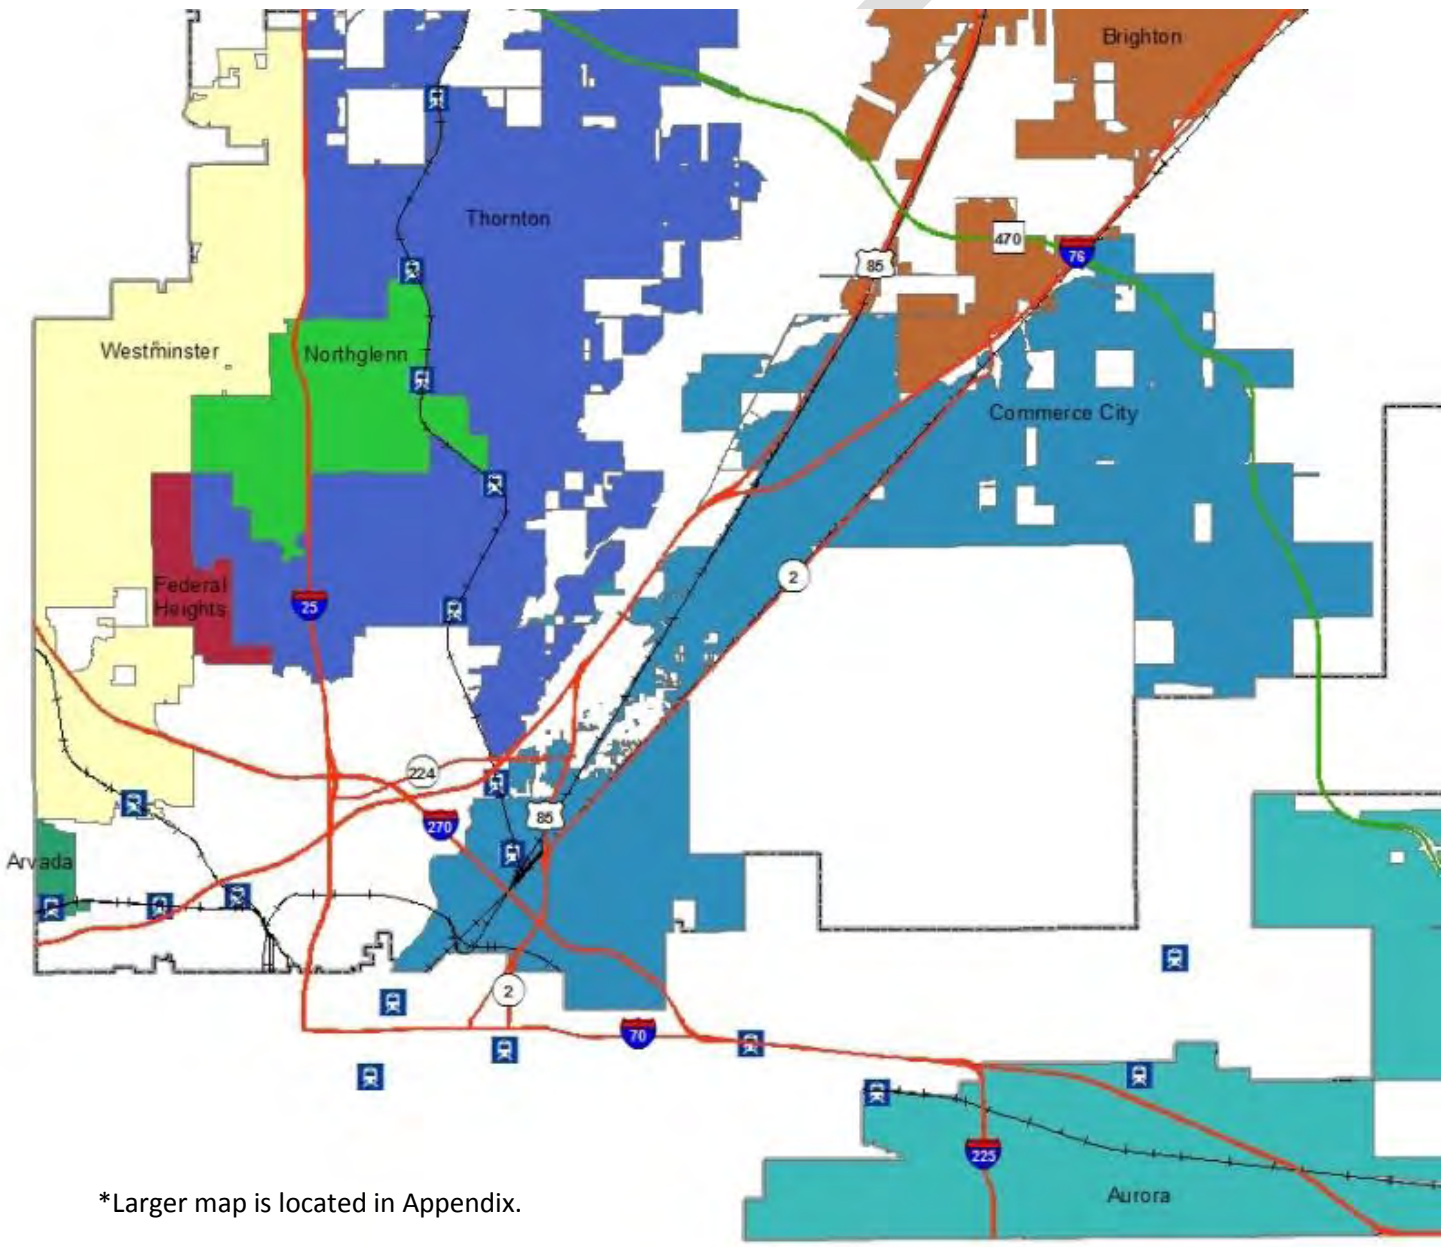 Brighton
Thornton
470
76
85
Westminster
Northglenn
Commerce City
2
Federal
Heights
25
224
85
270
Arvada
2
70
225
Aurora
*Larger map is located in Appendix.